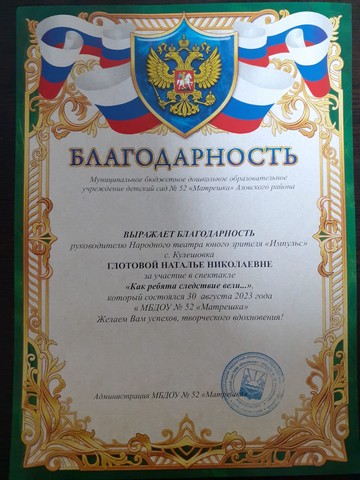 БЛАГОДАРНОСТЬ
Муниципальное бюджетное дошкольное образовательное
учреждение детский сад № 52 «Матрешка» Азовского района
ВЫРАЖАЕТ БЛАГОДАРНОСТЬ
руководителю Народного театра юного зрителя «Импульс»
с. Кулешовка
ГЛОТОВОЙ НАТАЛЬЕ НИКОЛАЕВНЕ
за участие в спектакле
«Как ребята следствие вели...»,
который состоялся 30 августа 2023 года
в МБДОУ № 52 «Матрешка»
Желаем Вам успехов, творческого вдохновения!
Администрация МБДОУ № 52 «Матрешка»